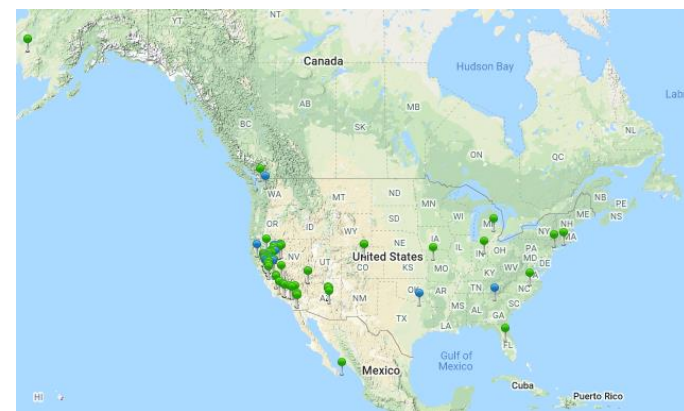 NT
YT
Canada
Hudson Bay
Lab
AB
MB
BC
SK
NL
ON
QC
WA
NB
PE
MT
ND
NS
MN
ME
OR
ID
SD
WI
MI
NY
NH
MA
WY
IA
NE
IL
IN
OH
PA
NV
UT
United States
MD
DE
CO
KS
MO
KY
VA
OK
TN
NC
AZ
NM
AR
SC
MS
AL
GA
TX
LA
FL
Gulf of
Mexico
Mexico
Cuba
Puerto Rico
HI